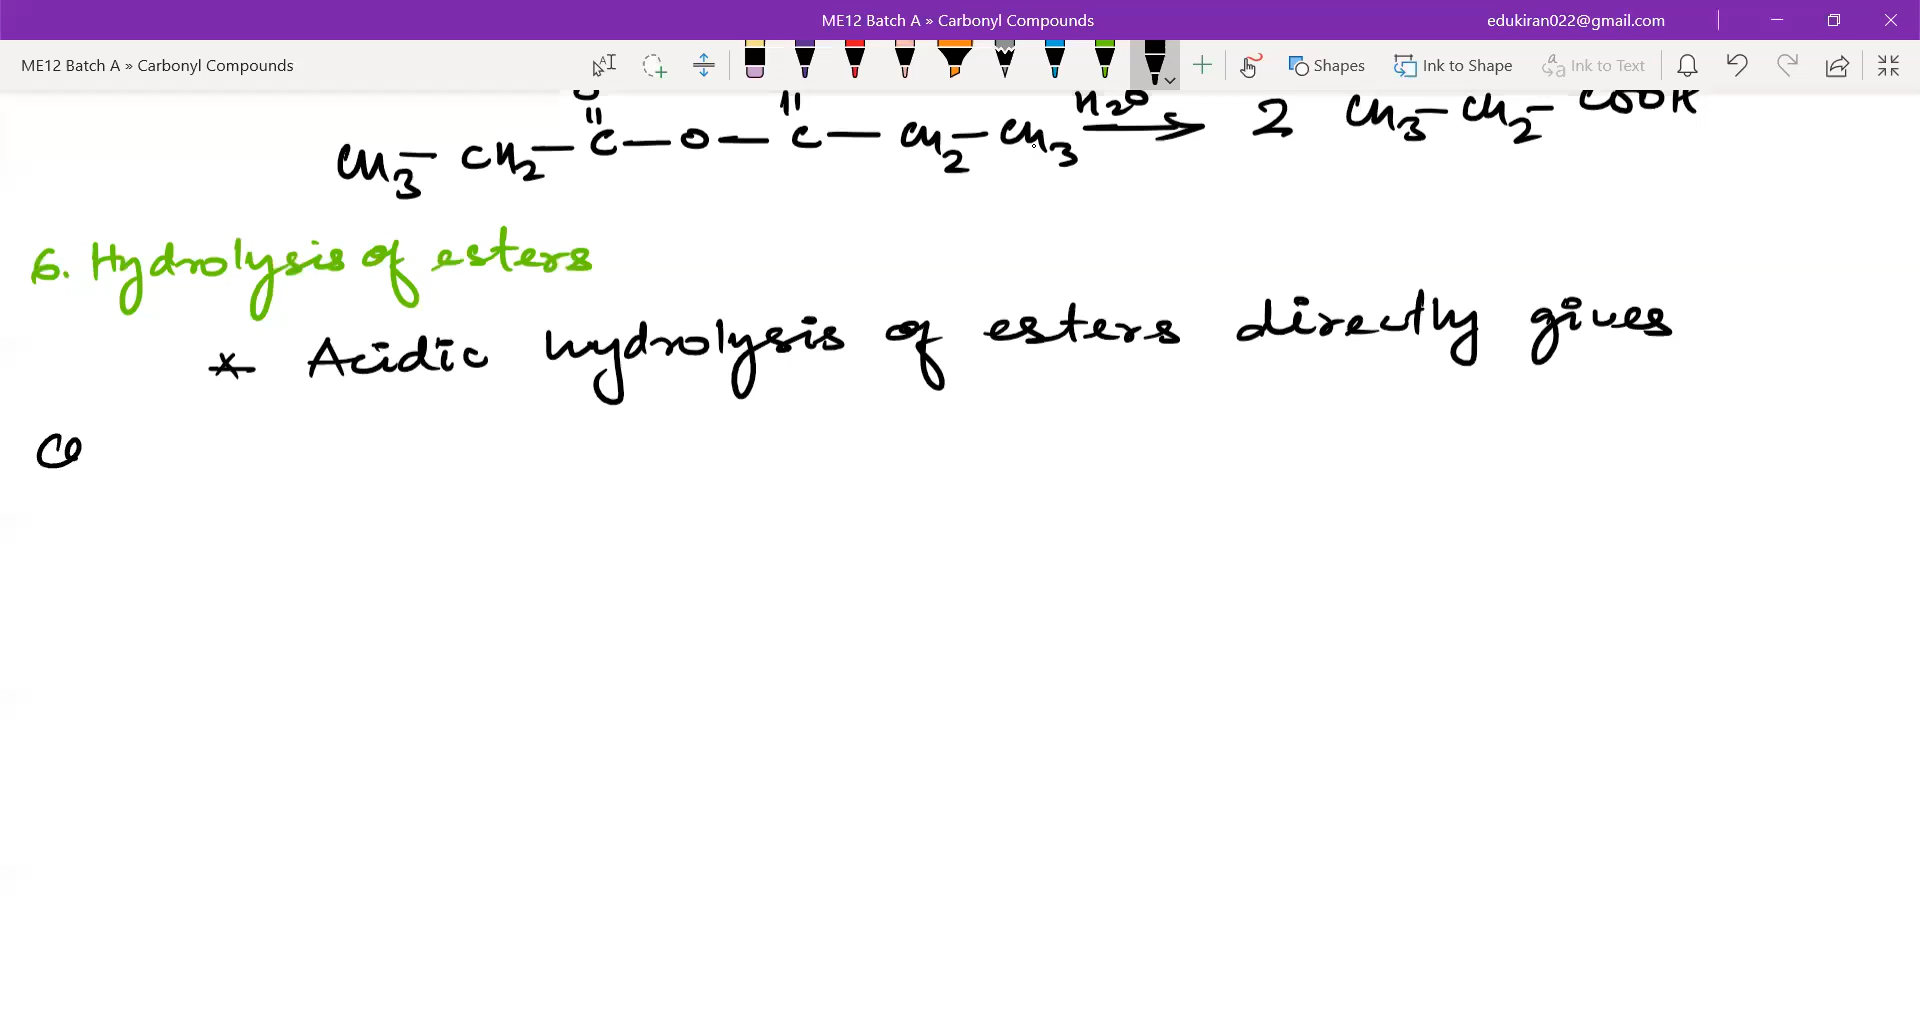 ME12 Batch A » Carbonyl Compounds
edukiran022@gmail.com
ME12 Batch A » Carbonyl Compounds
Shapes
Ink to Shape
Ink to Text
O
|| || H2O
CH3 — CH2 — C — O — C — CH2 — CH3 → 2 CH3 — CH2 — COOH
6. Hydrolysis of esters
* Acidic hydrolysis of esters directly gives
Co